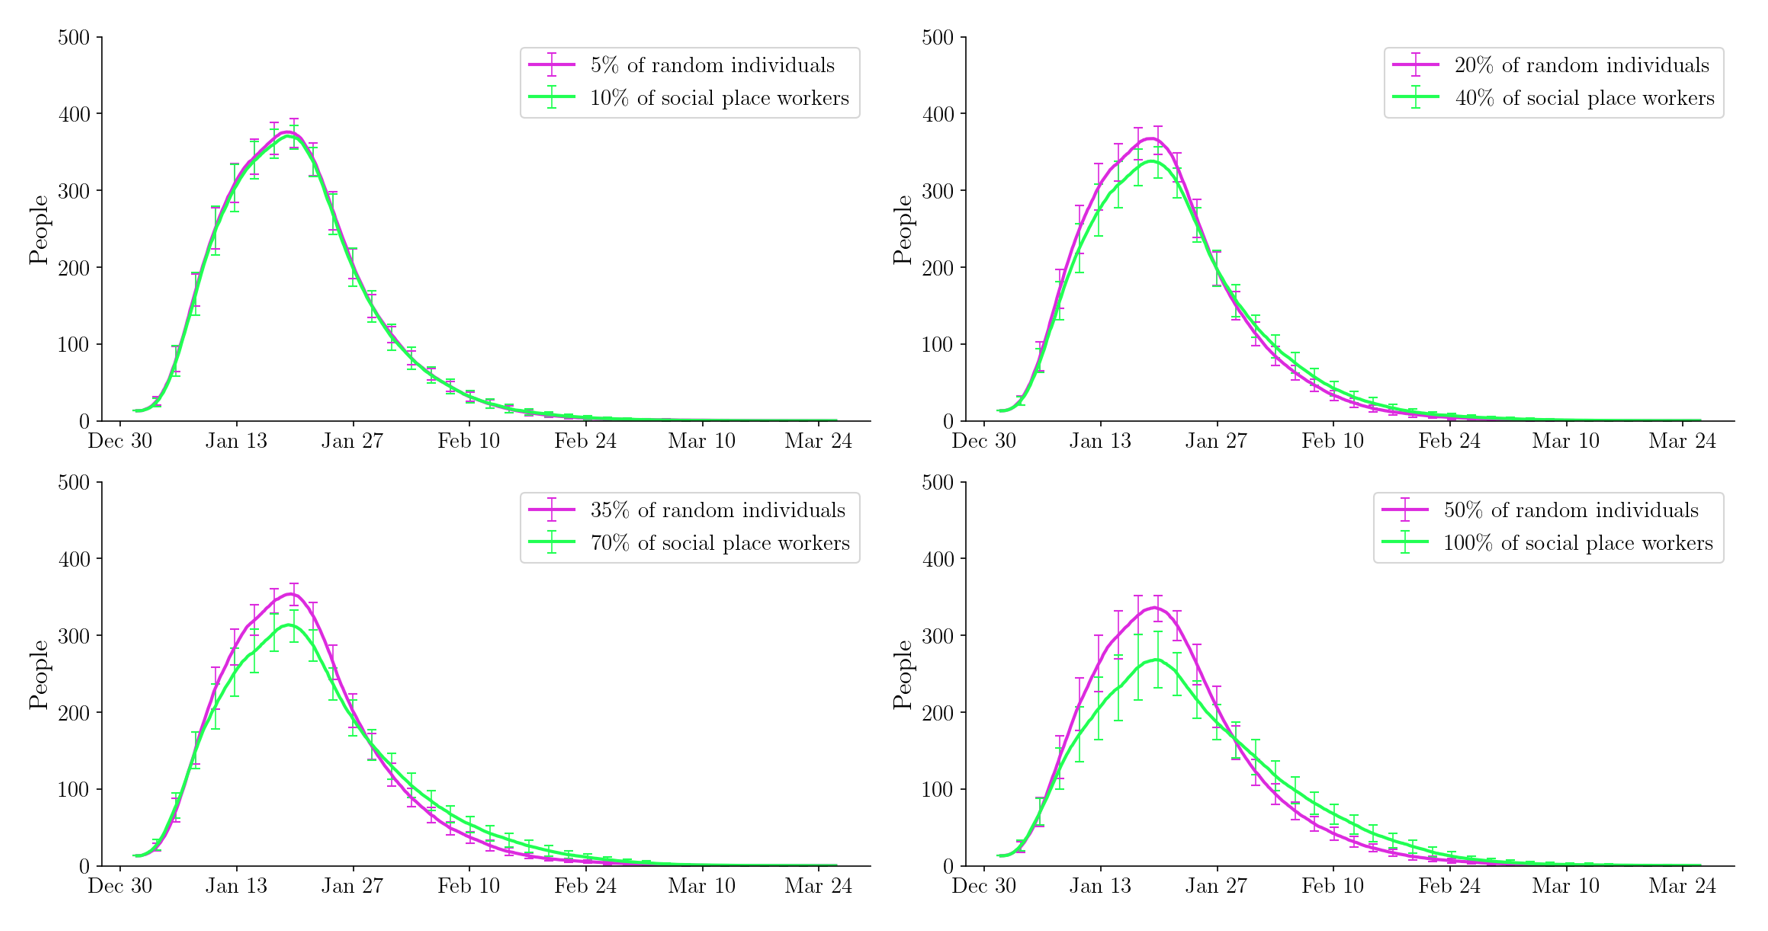 500
400
300
200
100
0
People
5% of random individuals
10% of social place workers
Dec 30 Jan 13 Jan 27 Feb 10 Feb 24 Mar 10 Mar 24
500
400
300
200
100
0
People
20% of random individuals
40% of social place workers
Dec 30 Jan 13 Jan 27 Feb 10 Feb 24 Mar 10 Mar 24
500
400
300
200
100
0
People
35% of random individuals
70% of social place workers
Dec 30 Jan 13 Jan 27 Feb 10 Feb 24 Mar 10 Mar 24
500
400
300
200
100
0
People
50% of random individuals
100% of social place workers
Dec 30 Jan 13 Jan 27 Feb 10 Feb 24 Mar 10 Mar 24